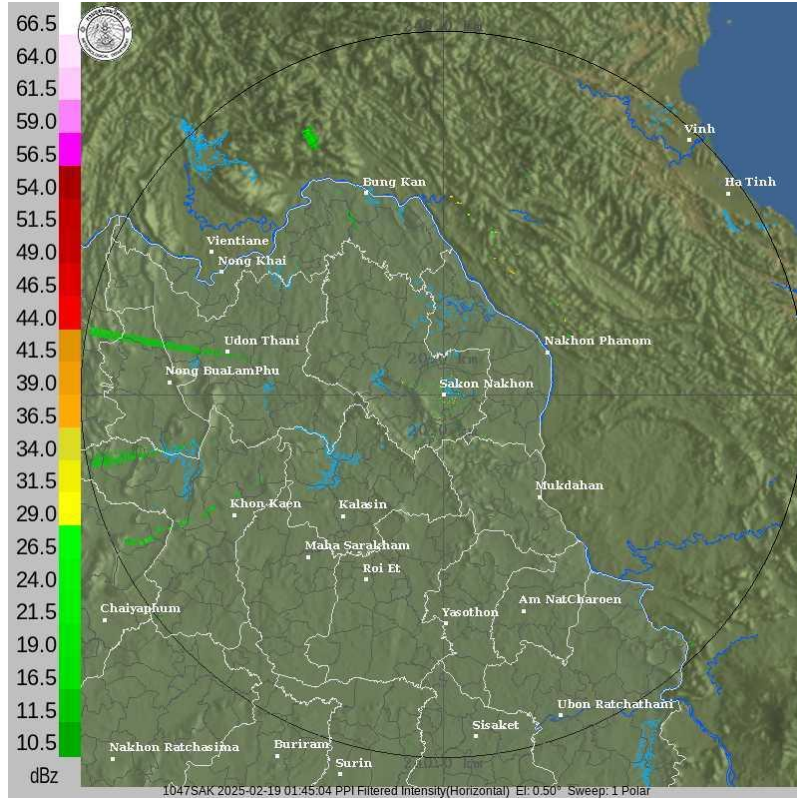 66.5
64.0
61.5
59.0
56.5
54.0
51.5
49.0
46.5
44.0
41.5
39.0
36.5
34.0
31.5
29.0
26.5
24.0
21.5
19.0
16.5
11.5
10.5
dBz
Vinh
Ha Tinh
Bung Kan
Vientiane
Nong Khai
Udon Thani
Nakhon Phanom
Nong BuaLamPhu
Sakon Nakhon
Mukdahan
Khon Kaen
Kalasin
Maha Sarakham
Roi Et
Chaiyaphum
Am NatCharoen
Yasothon
Ubon Ratchathani
Sisaket
Nakhon Ratchasima
Buriram
Surin
1047SAK 2025-02-19 01:45:04 PPI Filtered Intensity(Horizontal) El: 0.50° Sweep: 1 Polar